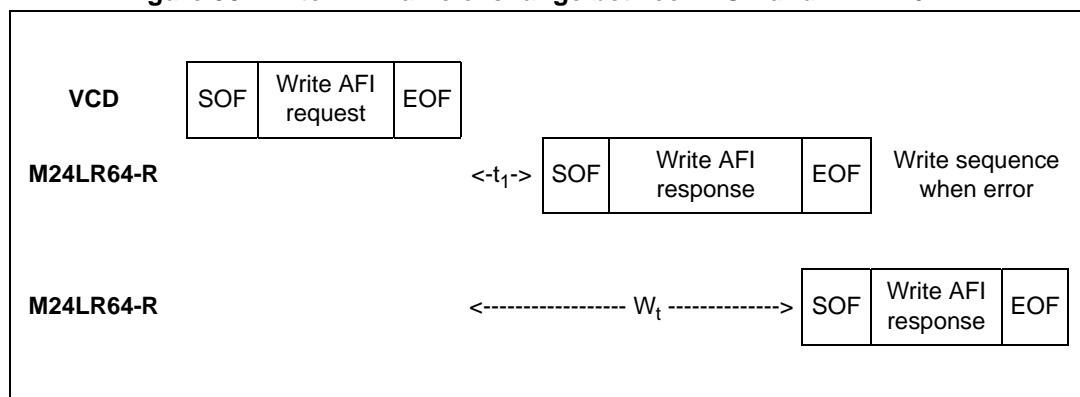 VCD SOF Write AFI request EOF
M24LR64-R <-t1-> SOF Write AFI response EOF Write sequence when error
M24LR64-R <------------------ Wt --------------> SOF Write AFI response EOF